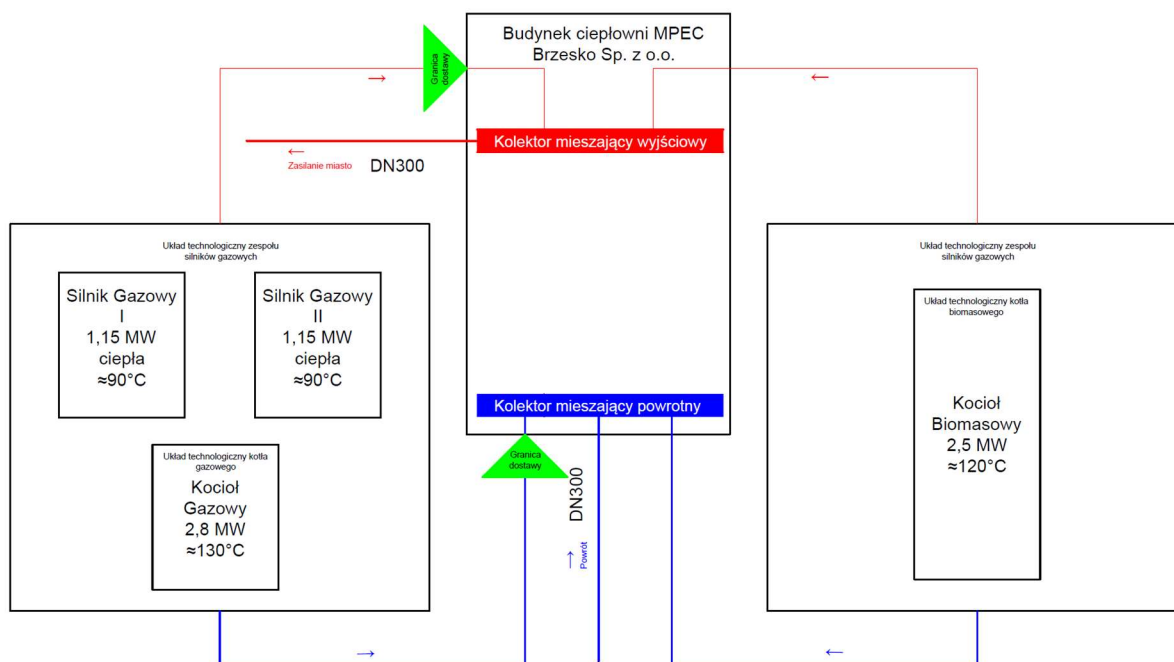 Budynek ciepłowni MPEC
Brzesko Sp. z o.o.
Granica
dostawy
→
←
Kolektor mieszający wyjściowy
←
Zasilanie miasto
DN300
Układ technologiczny zespołu
silników gazowych
Silnik Gazowy
I
1,15 MW
ciepła
≈90°C
Silnik Gazowy
II
1,15 MW
ciepła
≈90°C
Układ technologiczny kotła
gazowego
Kocioł
Gazowy
2,8 MW
≈130°C
Kolektor mieszający powrotny
Granica
dostawy
DN300
→
Powrót
Układ technologiczny zespołu
silników gazowych
Układ technologiczny kotła
biomasowego
Kocioł
Biomasowy
2,5 MW
≈120°C
→
←